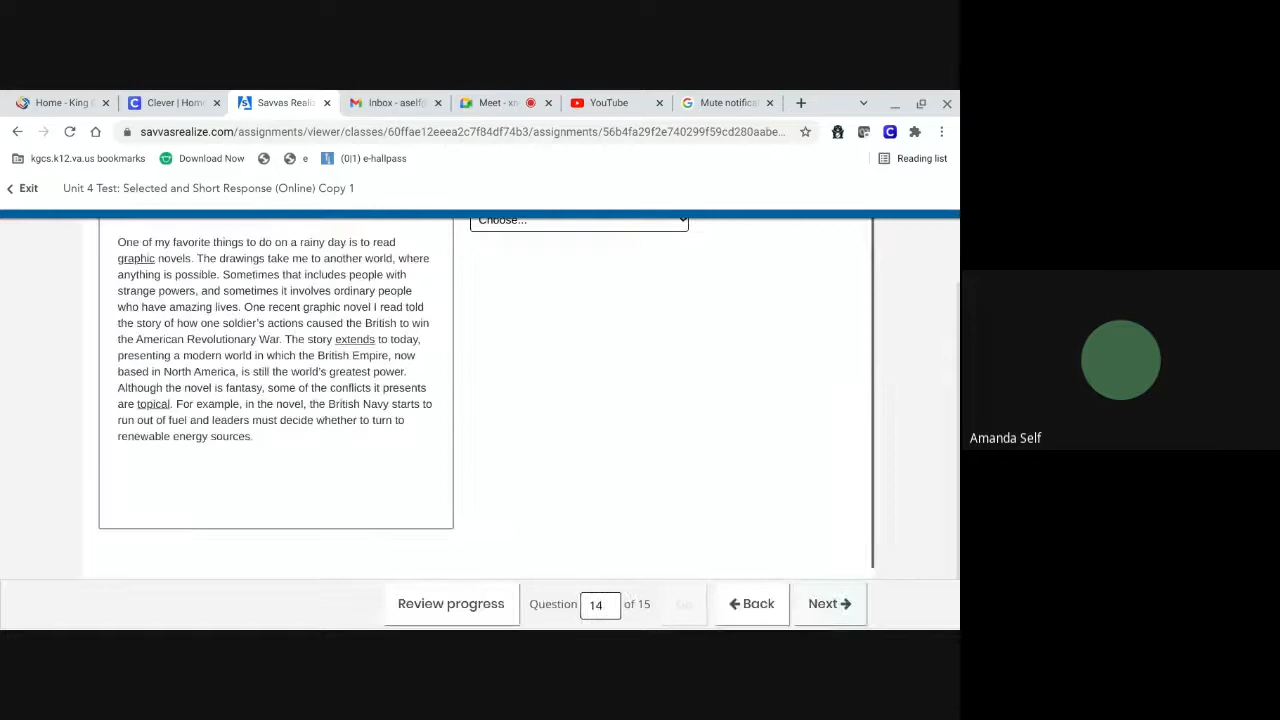 Home - King
Clever | Hom
Savvas Reali
Inbox - aself@
Meet - xn
YouTube
Mute notifica
savvasrealize.com/assignments/viewer/classes/60ffae12eeea2c7f84df74b3/assignments/56b4fa29f2e740299f59cd280aabe...
kgcs.k12.va.us bookmarks
Download Now
e
(0|1) e-hallpass
Reading list
Exit
Unit 4 Test: Selected and Short Response (Online) Copy 1
Choose...
One of my favorite things to do on a rainy day is to read
graphic novels. The drawings take me to another world, where
anything is possible. Sometimes that includes people with
strange powers, and sometimes it involves ordinary people
who have amazing lives. One recent graphic novel I read told
the story of how one soldier's actions caused the British to win
the American Revolutionary War. The story extends to today,
presenting a modern world in which the British Empire, now
based in North America, is still the world's greatest power.
Although the novel is fantasy, some of the conflicts it presents
are topical. For example, in the novel, the British Navy starts to
run out of fuel and leaders must decide whether to turn to
renewable energy sources.
Amanda Self
Review progress
Question 14 of 15
Go
Back
Next